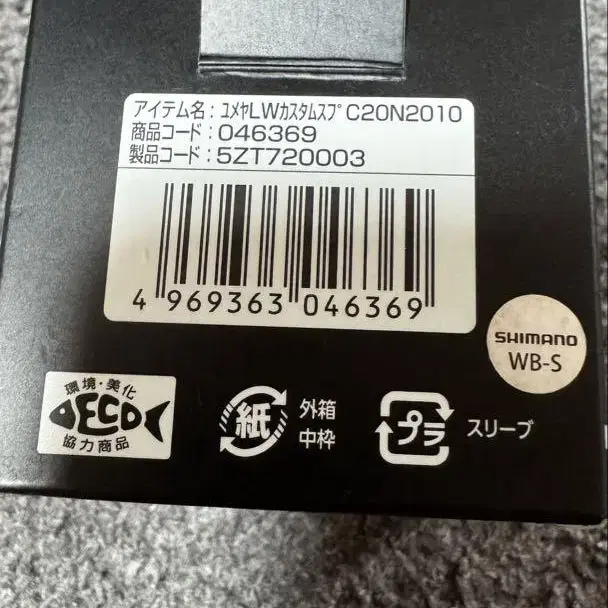 アイテム名：ﾕﾒﾔLWｶｽﾀﾑｽﾌﾟ C20N2010
商品コード：046369
製品コード：5ZT720003
4 969363 046369
SHIMANO
WB-S
環境・美化
ECO
協力商品
紙
外箱
中枠
プラ
スリーブ